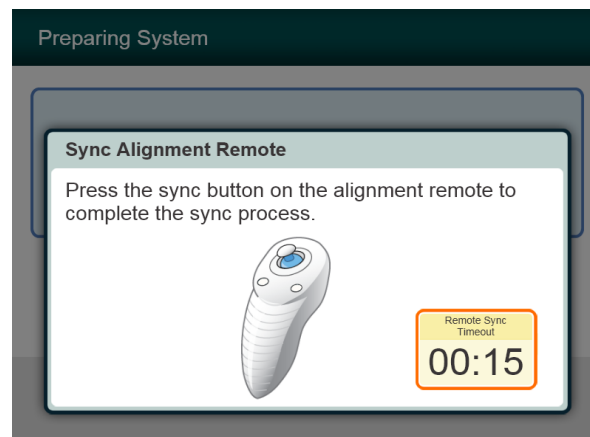 Preparing System
Sync Alignment Remote
Press the sync button on the alignment remote to
complete the sync process.
Remote Sync
Timeout
00:15